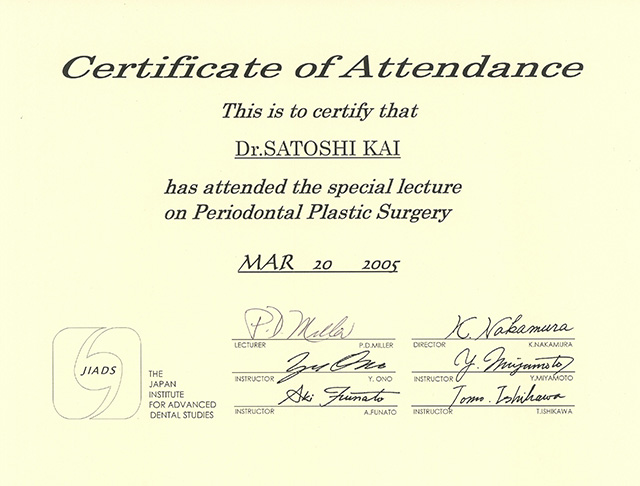 Certificate of Attendance
This is to certify that
Dr.SATOSHI KAI
has attended the special lecture
on Periodontal Plastic Surgery
MAR 20 2005
P.D Miller
LECTURER P.D.MILLER
K. Nakamura
DIRECTOR K.NAKAMURA
Yu Ono
INSTRUCTOR Y. ONO
Y. Miyamoto
INSTRUCTOR Y.MIYAMOTO
Aki Funato
INSTRUCTOR A.FUNATO
Tomo. Ishikawa
INSTRUCTOR T.ISHIKAWA
JIADS
THE
JAPAN
INSTITUTE
FOR ADVANCED
DENTAL STUDIES